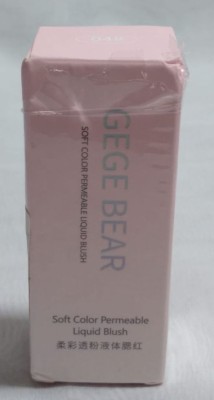 GEGE BEAR
SOFT COLOR PERMEABLE LIQUID BLUSH
Soft Color Permeable
Liquid Blush
柔彩透粉液体腮红